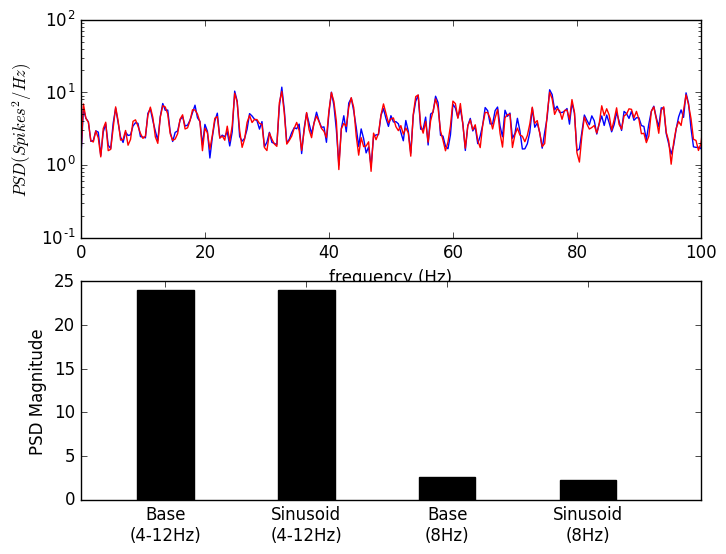 10^2
10^1
10^0
10^-1
PSD(Spikes^2/Hz)
0 20 40 60 80 100
frequency (Hz)
25
20
15
10
5
0
PSD Magnitude
Base Sinusoid Base Sinusoid
(4-12Hz) (4-12Hz) (8Hz) (8Hz)